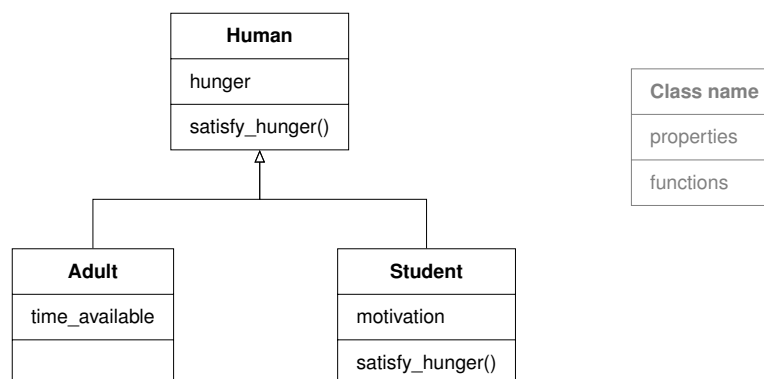 Human
hunger
satisfy_hunger()
Class name
properties
functions
Adult
time_available
Student
motivation
satisfy_hunger()